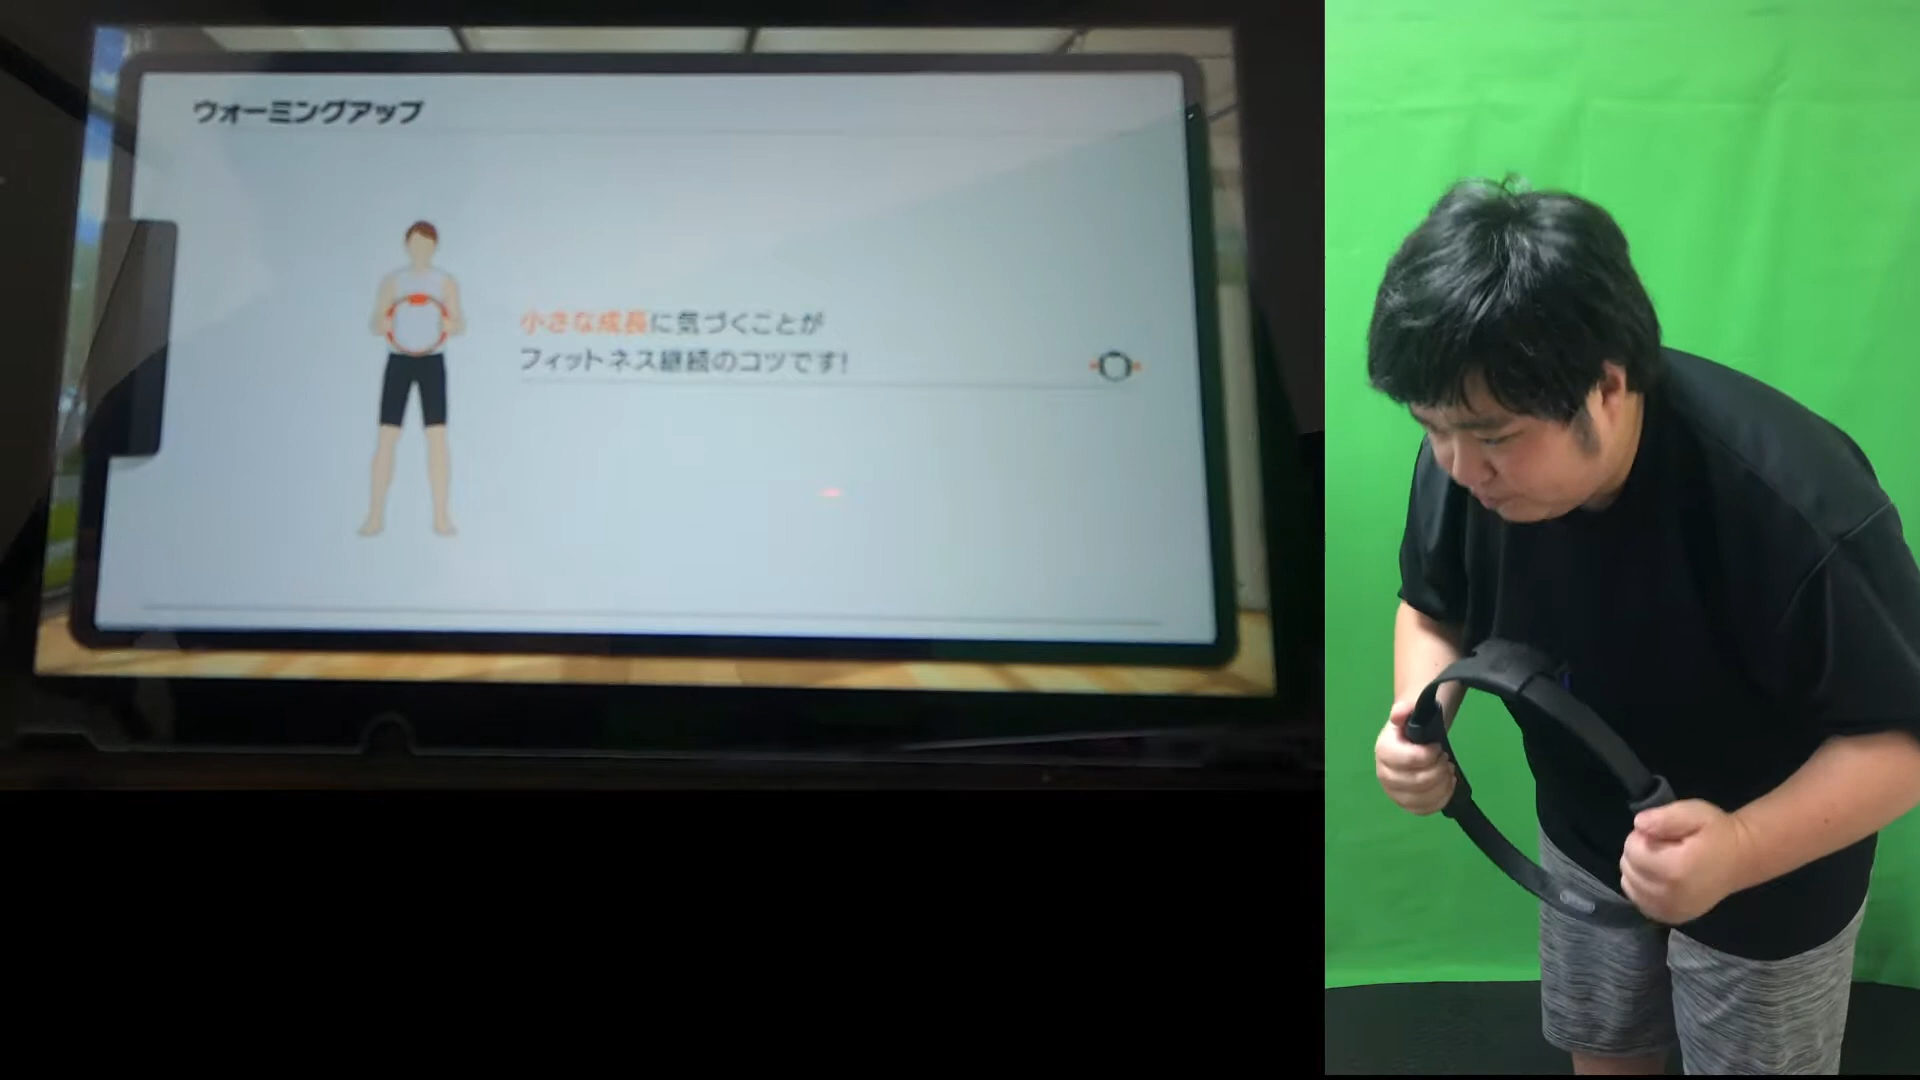 ウォーミングアップ
小さな成長に気づくことが
フィットネス継続のコツです!